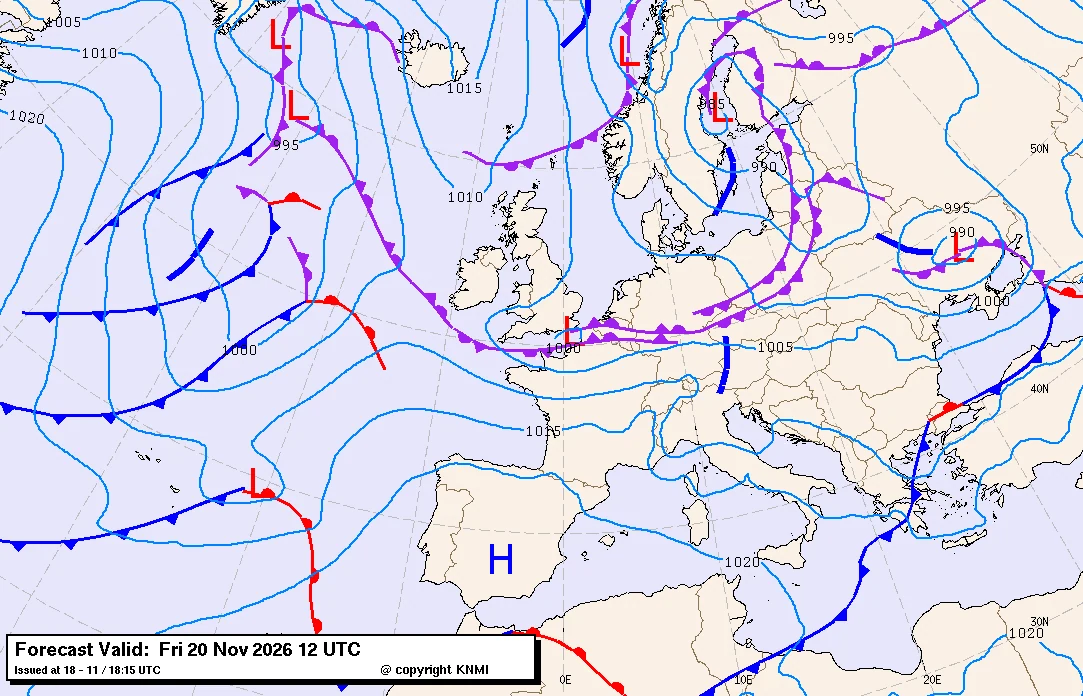 1005
995
1010
L
L
1015
L
985
L
1020
995
50N
990
1010
995
990
L
1000
L
1000
1000
1005
40N
1015
L
H
1020
30N
1020
Forecast Valid: Fri 20 Nov 2026 12 UTC
Issued at 18 - 11 / 18:15 UTC @ copyright KNMI
0E
10E
20E